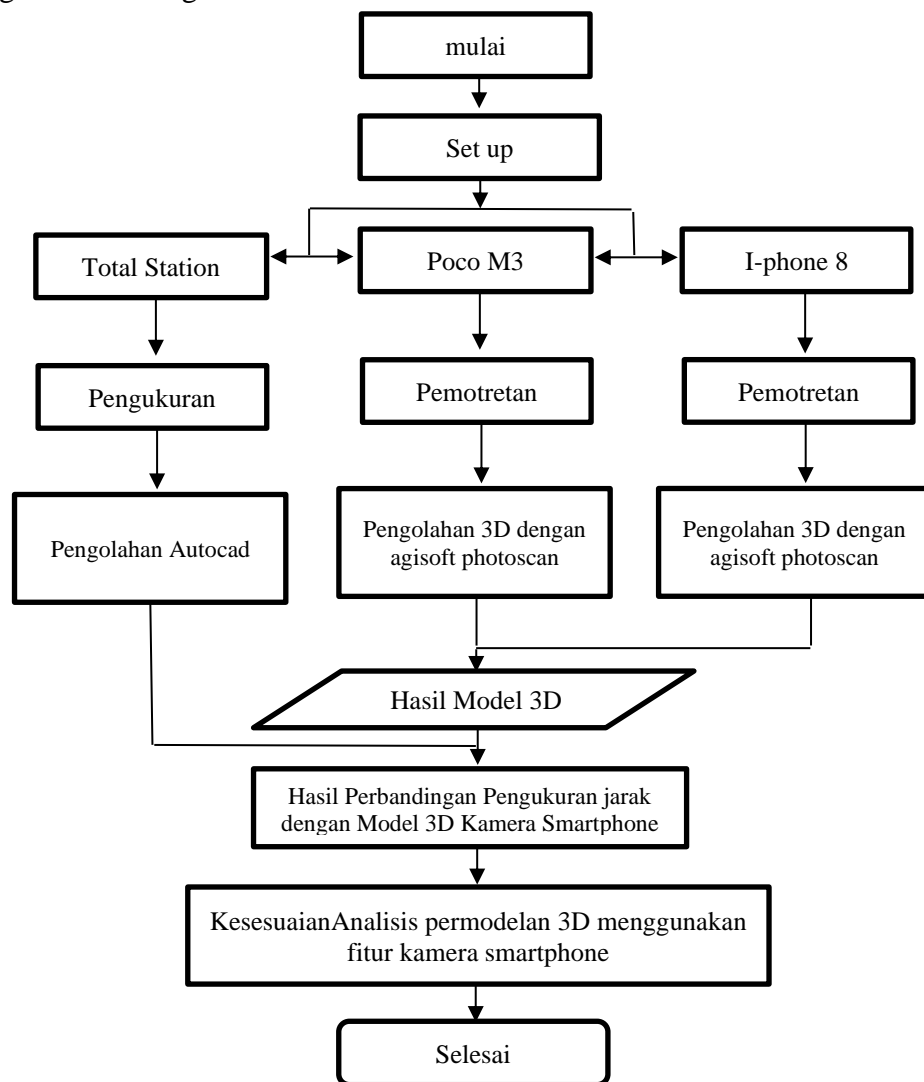 mulai
Set up
Total Station
Poco M3
I-phone 8
Pengukuran
Pemotretan
Pemotretan
Pengolahan Autocad
Pengolahan 3D dengan
agisoft photoscan
Pengolahan 3D dengan
agisoft photoscan
Hasil Model 3D
Hasil Perbandingan Pengukuran jarak
dengan Model 3D Kamera Smartphone
KesesuaianAnalisis permodelan 3D menggunakan
fitur kamera smartphone
Selesai